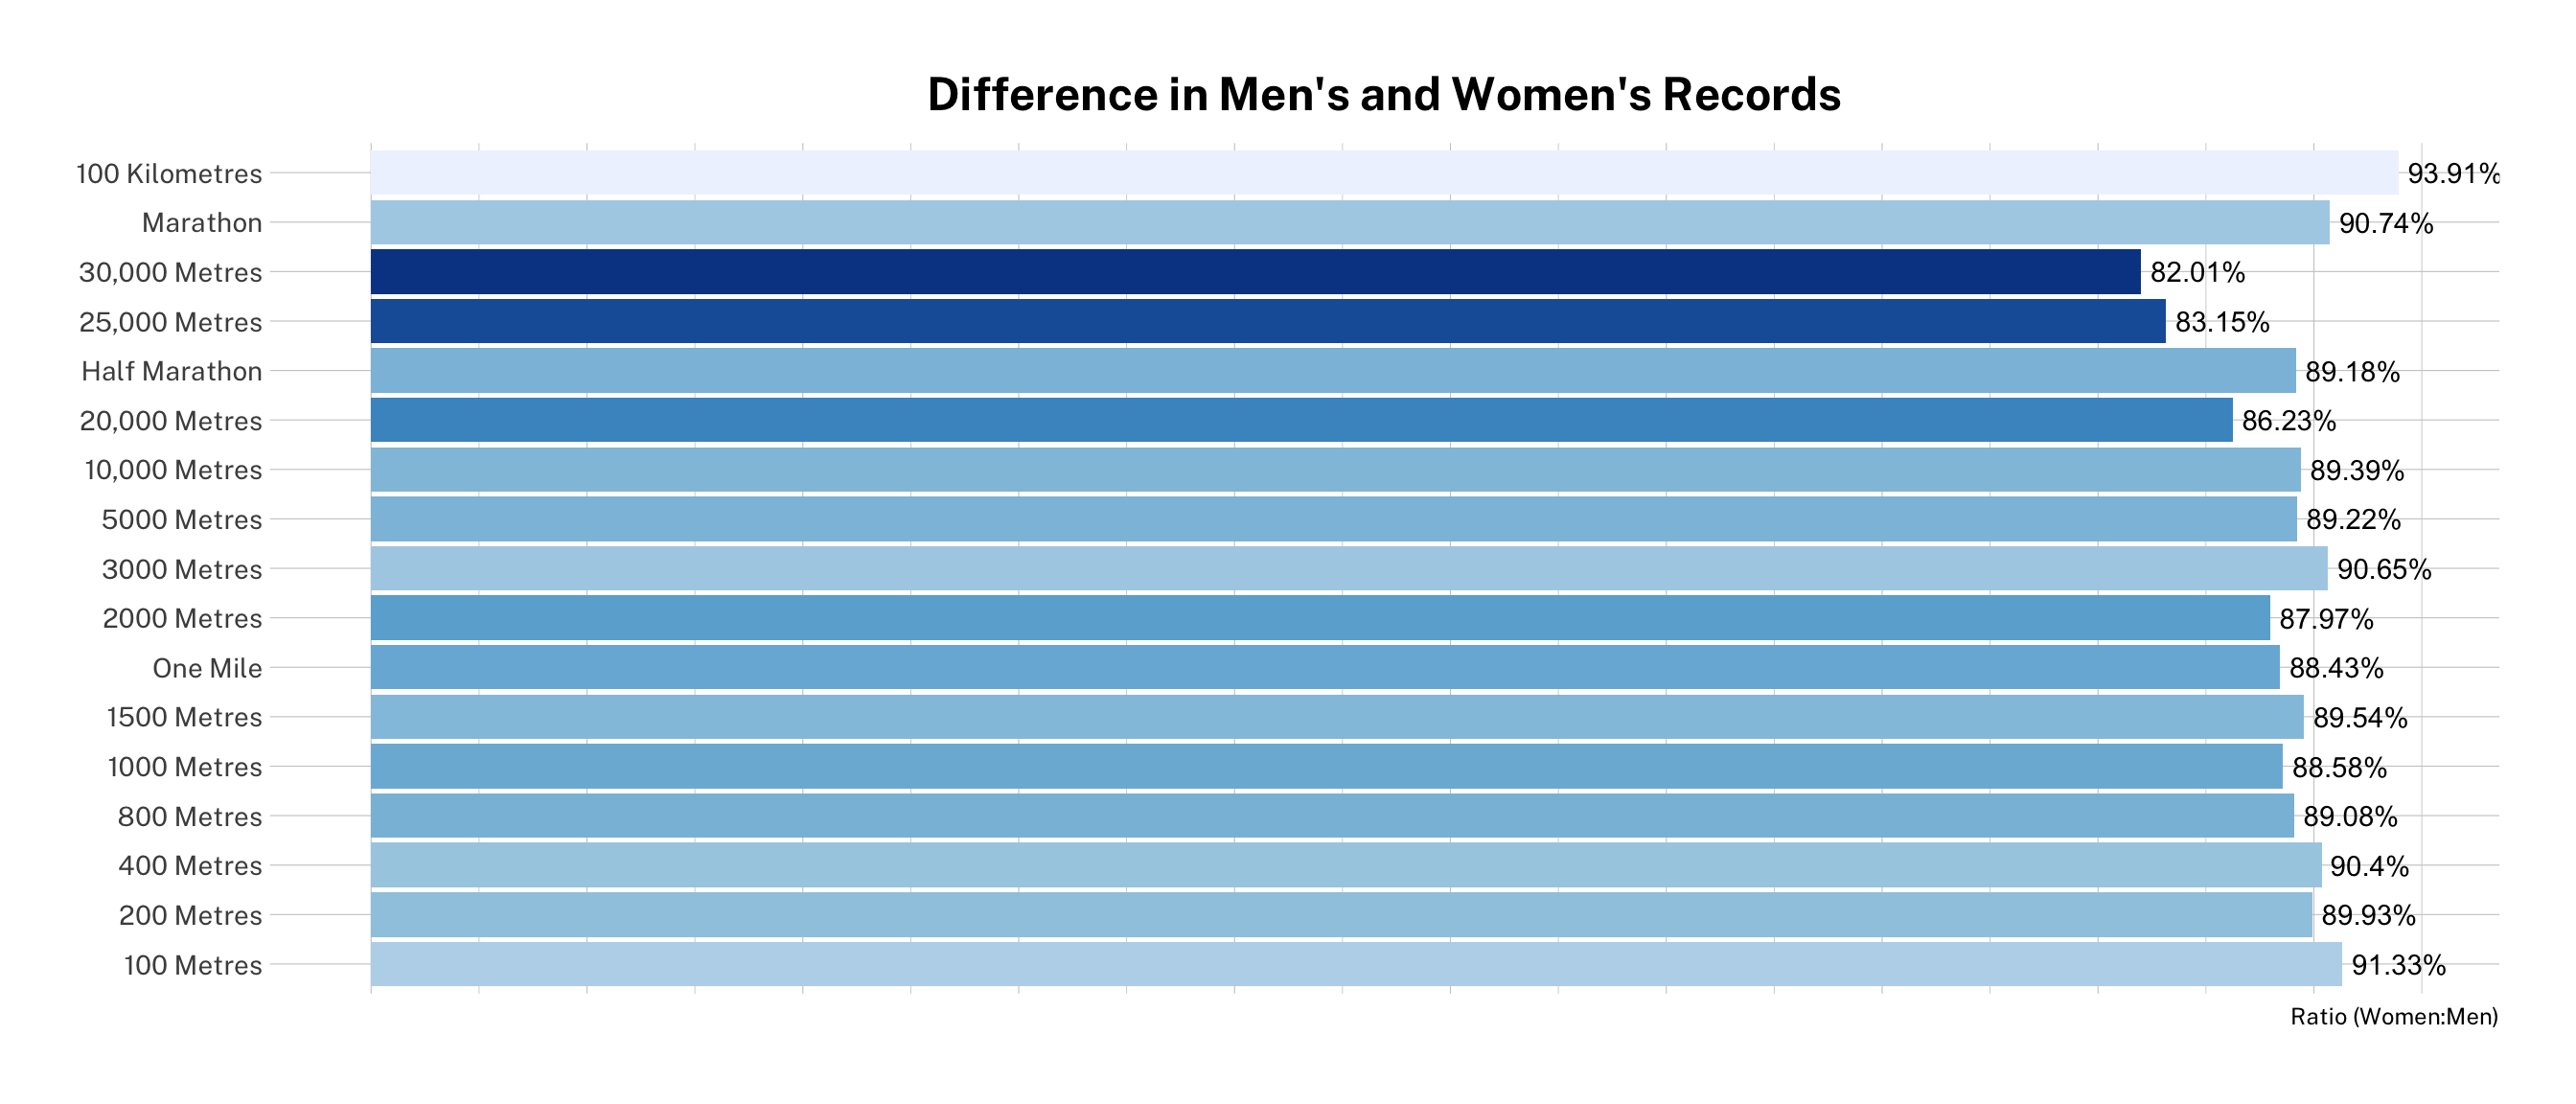 Difference in Men's and Women's Records
100 Kilometres 93.91%
Marathon 90.74%
30,000 Metres 82.01%
25,000 Metres 83.15%
Half Marathon 89.18%
20,000 Metres 86.23%
10,000 Metres 89.39%
5000 Metres 89.22%
3000 Metres 90.65%
2000 Metres 87.97%
One Mile 88.43%
1500 Metres 89.54%
1000 Metres 88.58%
800 Metres 89.08%
400 Metres 90.4%
200 Metres 89.93%
100 Metres 91.33%
Ratio (Women:Men)